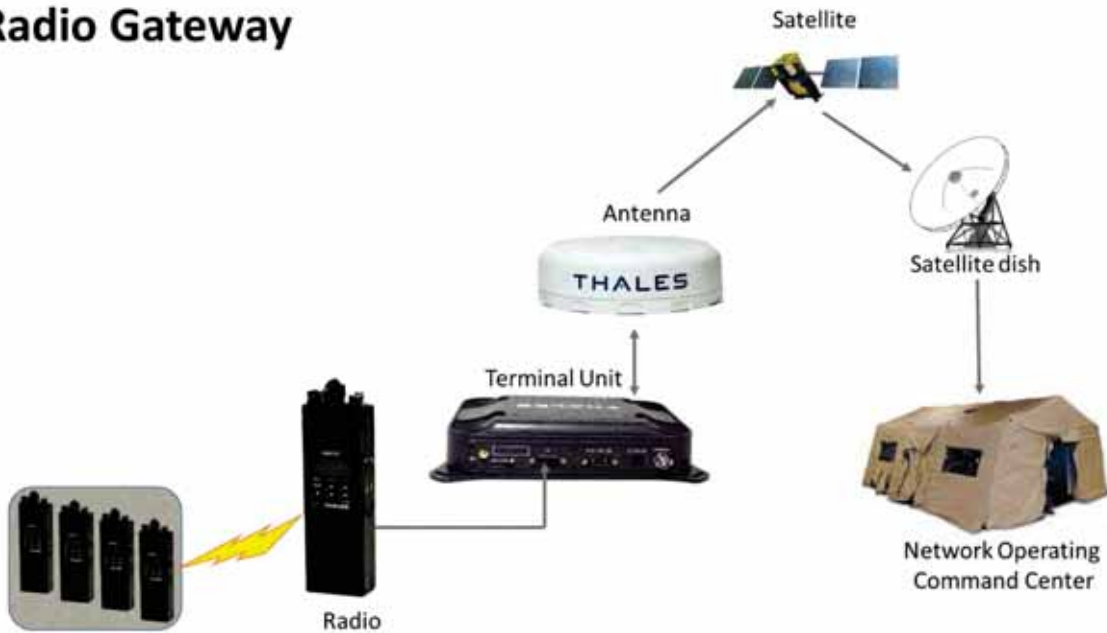 Radio Gateway
Satellite
Antenna
THALES
Satellite dish
Terminal Unit
Network Operating
Command Center
Radio